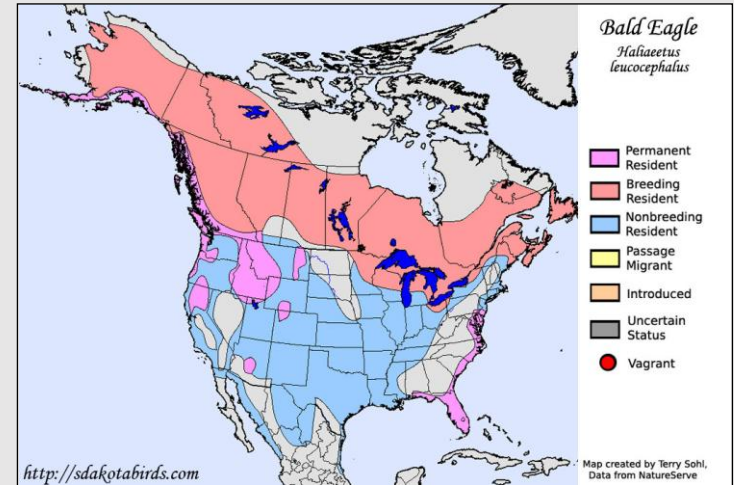 Bald Eagle
Haliaeetus
leucocephalus
Permanent
Resident
Breeding
Resident
Nonbreeding
Resident
Passage
Migrant
Introduced
Uncertain
Status
Vagrant
http://sdakotabirds.com
Map created by Terry Sohl,
Data from NatureServe